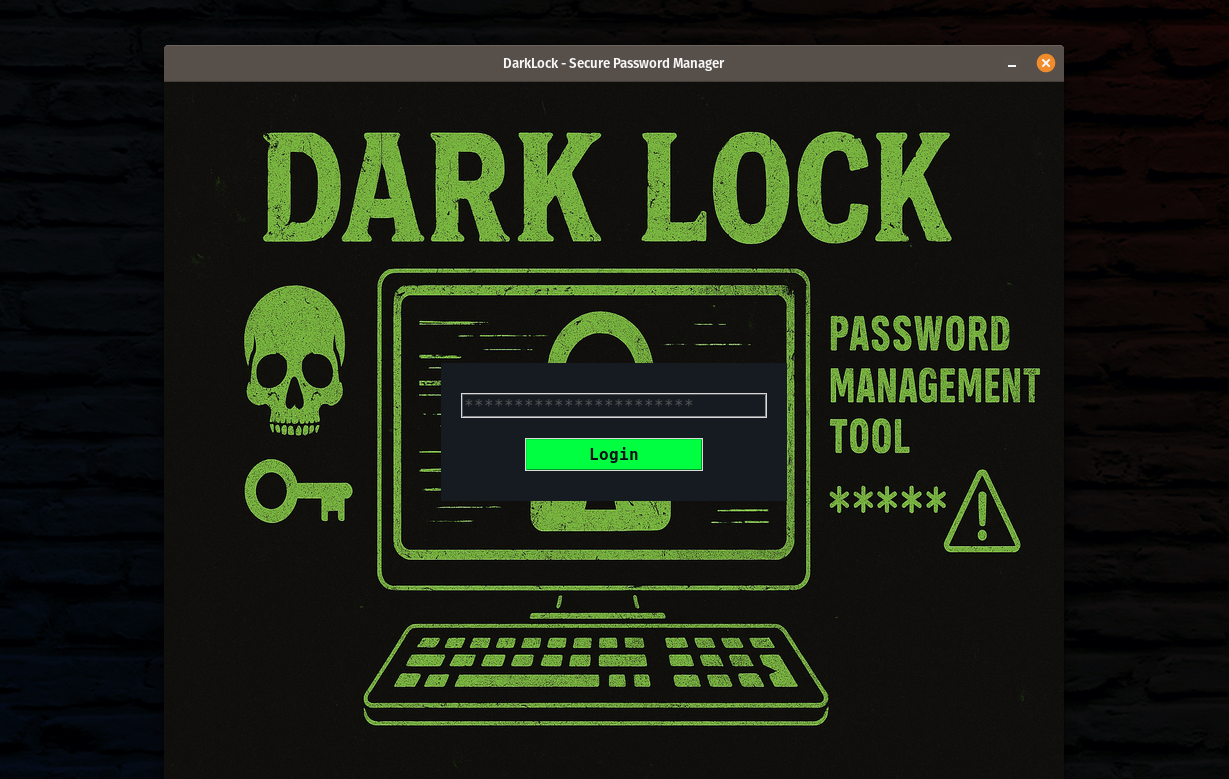 DarkLock - Secure Password Manager
DARK LOCK
PASSWORD
MANAGEMENT
TOOL
*****
***********************
Login